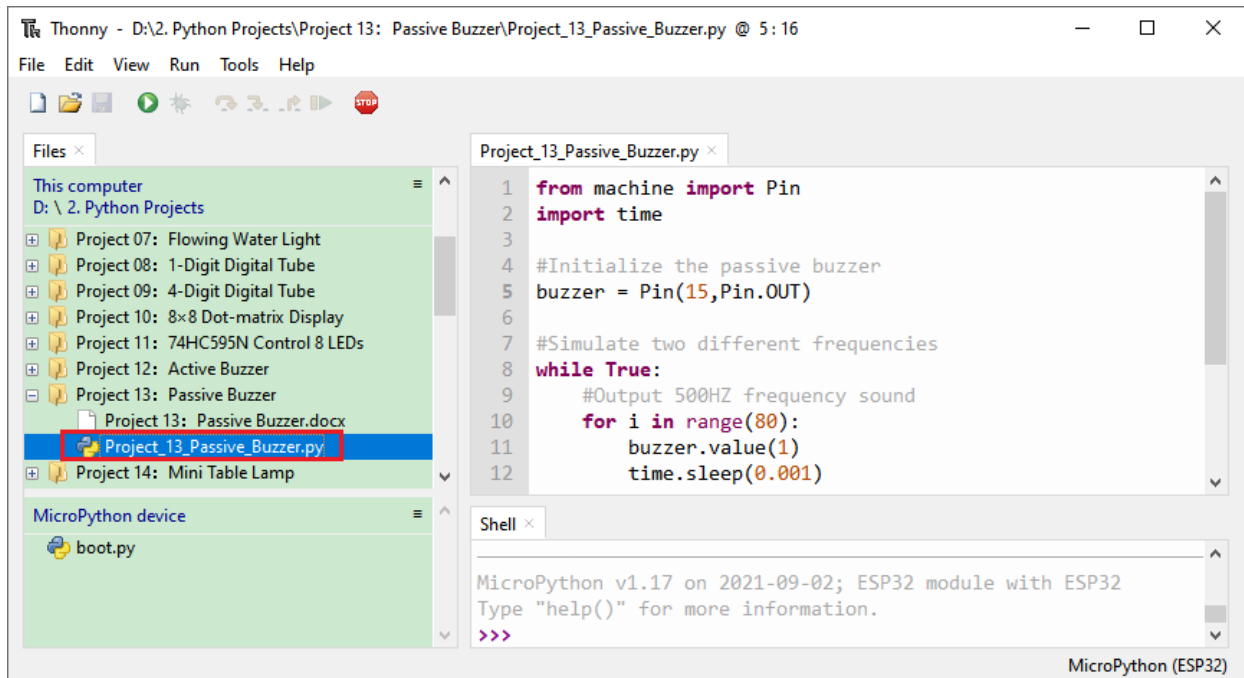 Thonny - D:\2. Python Projects\Project 13： Passive Buzzer\Project_13_Passive_Buzzer.py @ 5 : 16
File Edit View Run Tools Help
STOP
Files
This computer
D: \ 2. Python Projects
Project 07： Flowing Water Light
Project 08： 1-Digit Digital Tube
Project 09： 4-Digit Digital Tube
Project 10： 8×8 Dot-matrix Display
Project 11： 74HC595N Control 8 LEDs
Project 12： Active Buzzer
Project 13： Passive Buzzer
Project 13： Passive Buzzer.docx
Project_13_Passive_Buzzer.py
Project 14： Mini Table Lamp
MicroPython device
boot.py
Project_13_Passive_Buzzer.py
1 from machine import Pin
2 import time
3
4 #Initialize the passive buzzer
5 buzzer = Pin(15,Pin.OUT)
6
7 #Simulate two different frequencies
8 while True:
9     #Output 500HZ frequency sound
10     for i in range(80):
11         buzzer.value(1)
12         time.sleep(0.001)
Shell
MicroPython v1.17 on 2021-09-02; ESP32 module with ESP32
Type "help()" for more information.
>>>
MicroPython (ESP32)